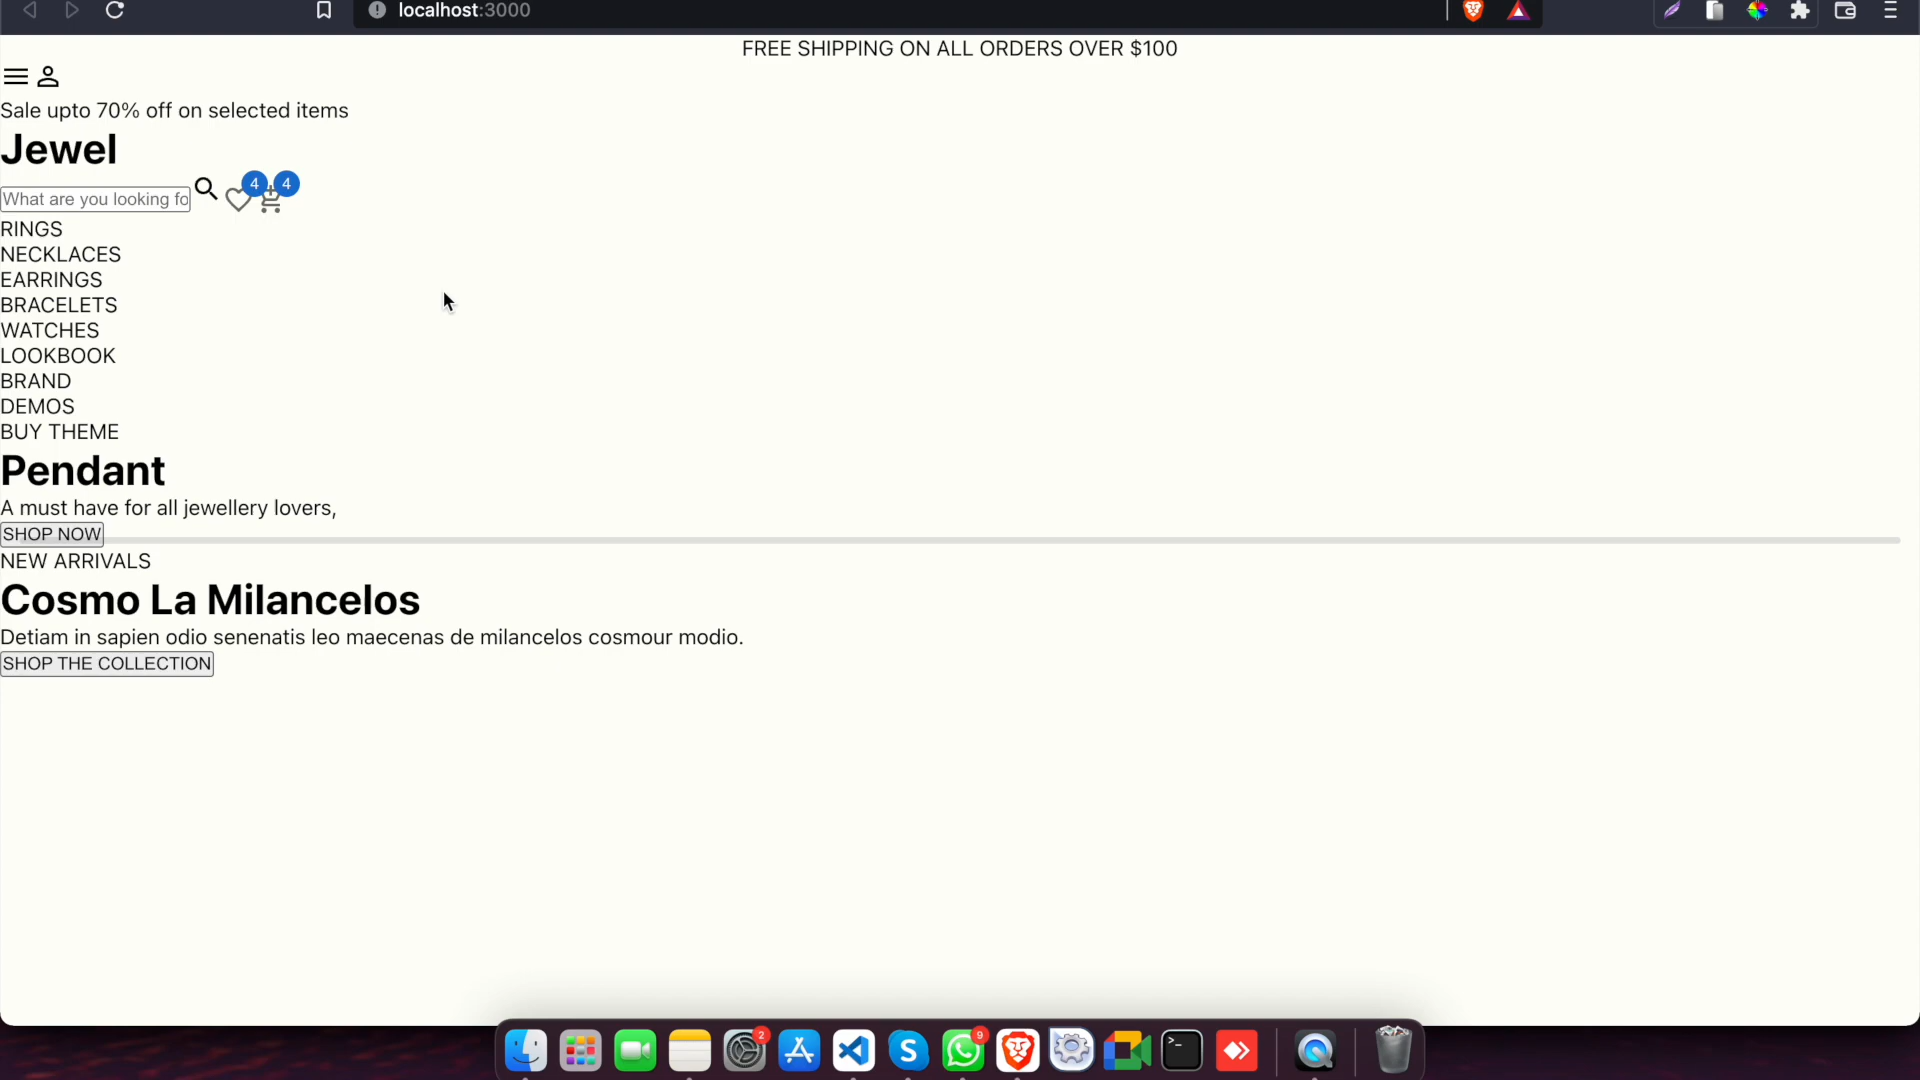 localhost:3000
FREE SHIPPING ON ALL ORDERS OVER $100
Sale upto 70% off on selected items
Jewel
What are you looking fo
4 4
RINGS
NECKLACES
EARRINGS
BRACELETS
WATCHES
LOOKBOOK
BRAND
DEMOS
BUY THEME
Pendant
A must have for all jewellery lovers,
SHOP NOW
NEW ARRIVALS
Cosmo La Milancelos
Detiam in sapien odio senenatis leo maecenas de milancelos cosmour modio.
SHOP THE COLLECTION
2 9